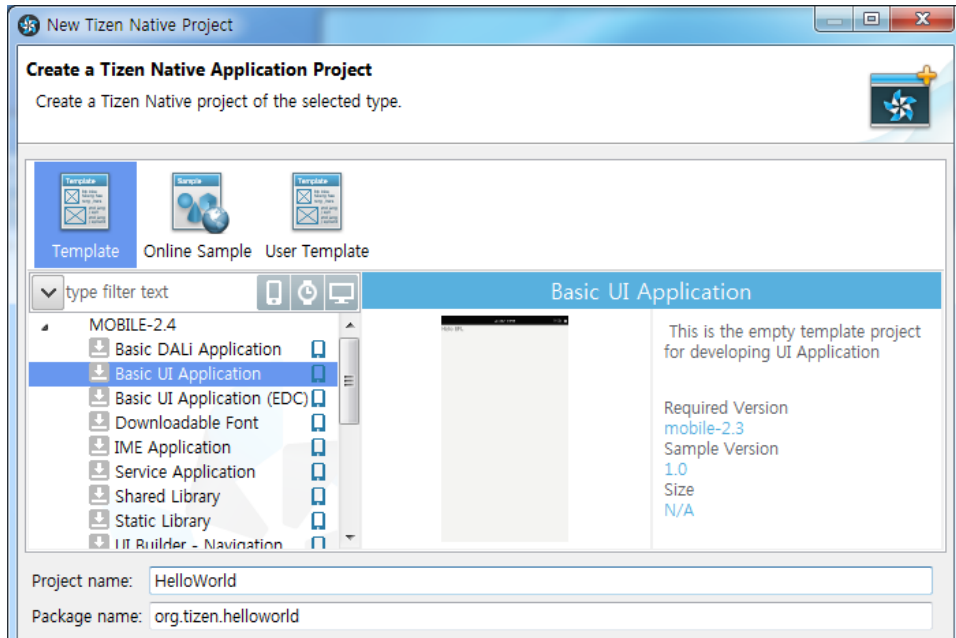 New Tizen Native Project
Create a Tizen Native Application Project
Create a Tizen Native project of the selected type.
Template
Sample
Template
Template
Online Sample
User Template
type filter text
Basic UI Application
MOBILE-2.4
Basic DALi Application
Basic UI Application
Basic UI Application (EDC)
Downloadable Font
IME Application
Service Application
Shared Library
Static Library
UI Builder - Navigation
This is the empty template project
for developing UI Application
Required Version
mobile-2.3
Sample Version
1.0
Size
N/A
Project name: HelloWorld
Package name: org.tizen.helloworld